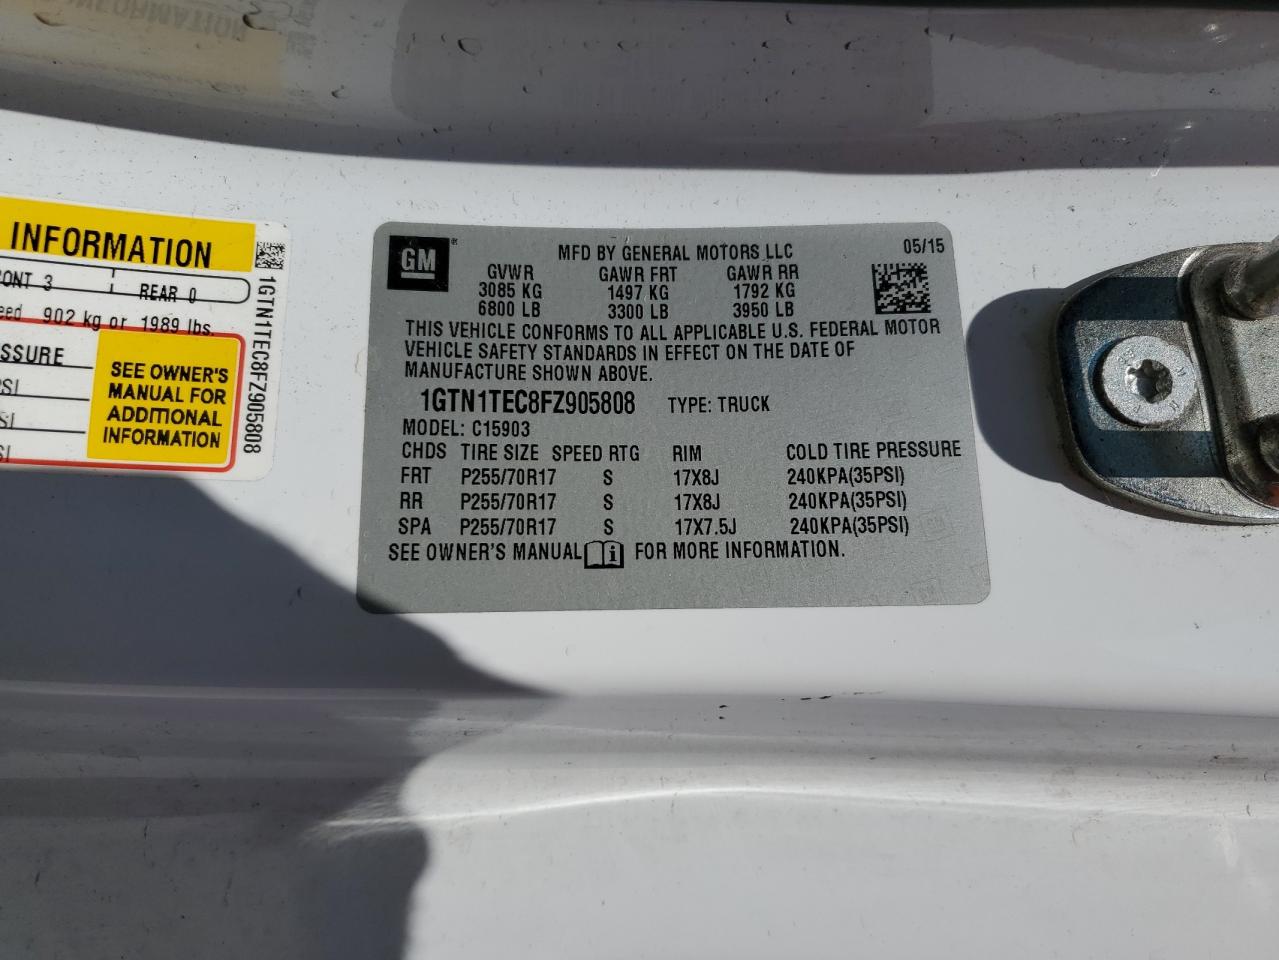 INFORMATION
ONT 3
REAR 0
eed 902 kg or 1989 lbs.
SSURE
PSI
SI
SI
SEE OWNER'S
MANUAL FOR
ADDITIONAL
INFORMATION
1GTN1TEC8FZ905808
GM®
MFD BY GENERAL MOTORS LLC 05/15
GVWR GAWR FRT GAWR RR
3085 KG 1497 KG 1792 KG
6800 LB 3300 LB 3950 LB
THIS VEHICLE CONFORMS TO ALL APPLICABLE U.S. FEDERAL MOTOR
VEHICLE SAFETY STANDARDS IN EFFECT ON THE DATE OF
MANUFACTURE SHOWN ABOVE.
1GTN1TEC8FZ905808 TYPE: TRUCK
MODEL: C15903
CHDS TIRE SIZE SPEED RTG RIM COLD TIRE PRESSURE
FRT P255/70R17 S 17X8J 240KPA(35PSI)
RR P255/70R17 S 17X8J 240KPA(35PSI)
SPA P255/70R17 S 17X7.5J 240KPA(35PSI)
SEE OWNER'S MANUAL i FOR MORE INFORMATION.